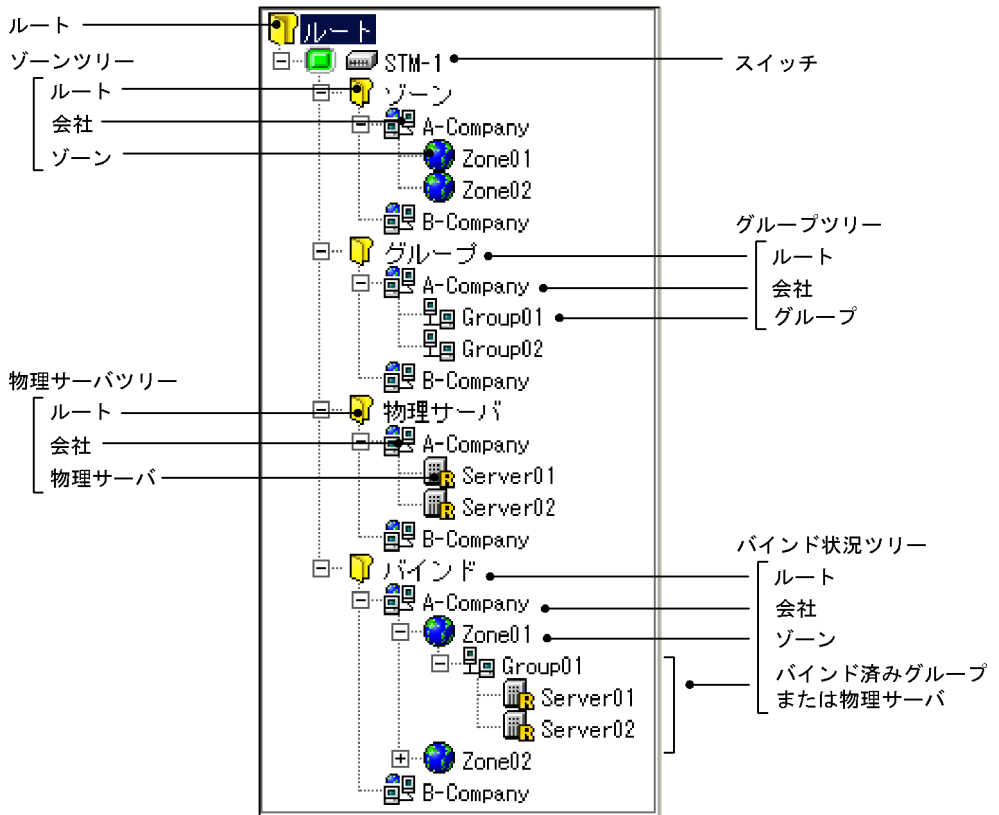 ルート
ゾーンツリー
ルート
会社
ゾーン
物理サーバツリー
ルート
会社
物理サーバ
ルート
STM-1
ゾーン
A-Company
Zone01
Zone02
B-Company
グループ
A-Company
Group01
Group02
B-Company
物理サーバ
A-Company
R Server01
R Server02
B-Company
バインド
A-Company
Zone01
Group01
R Server01
R Server02
Zone02
B-Company
スイッチ
グループツリー
ルート
会社
グループ
バインド状況ツリー
ルート
会社
ゾーン
バインド済みグループ
または物理サーバ